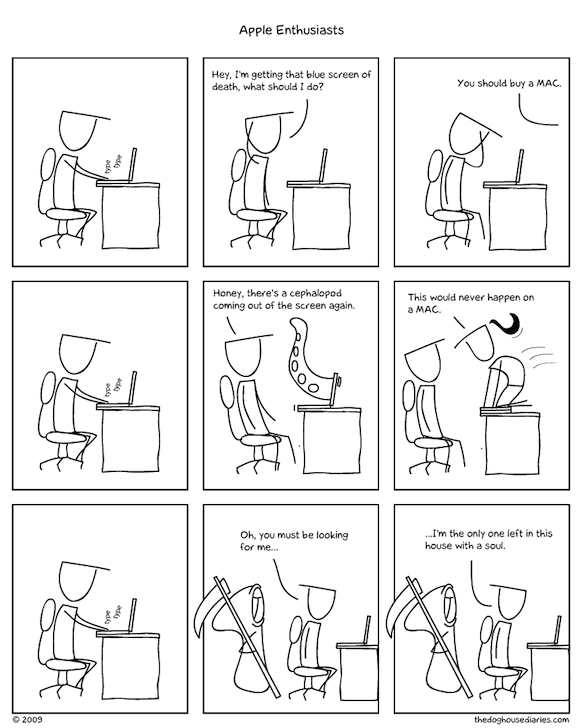 Apple Enthusiasts
type
type
Hey, I'm getting that blue screen of
death, what should I do?
You should buy a MAC.
type
type
Honey, there's a cephalopod
coming out of the screen again.
This would never happen on
a MAC.
type
type
Oh, you must be looking
for me...
...I'm the only one left in this
house with a soul.
© 2009
thedoghousediaries.com